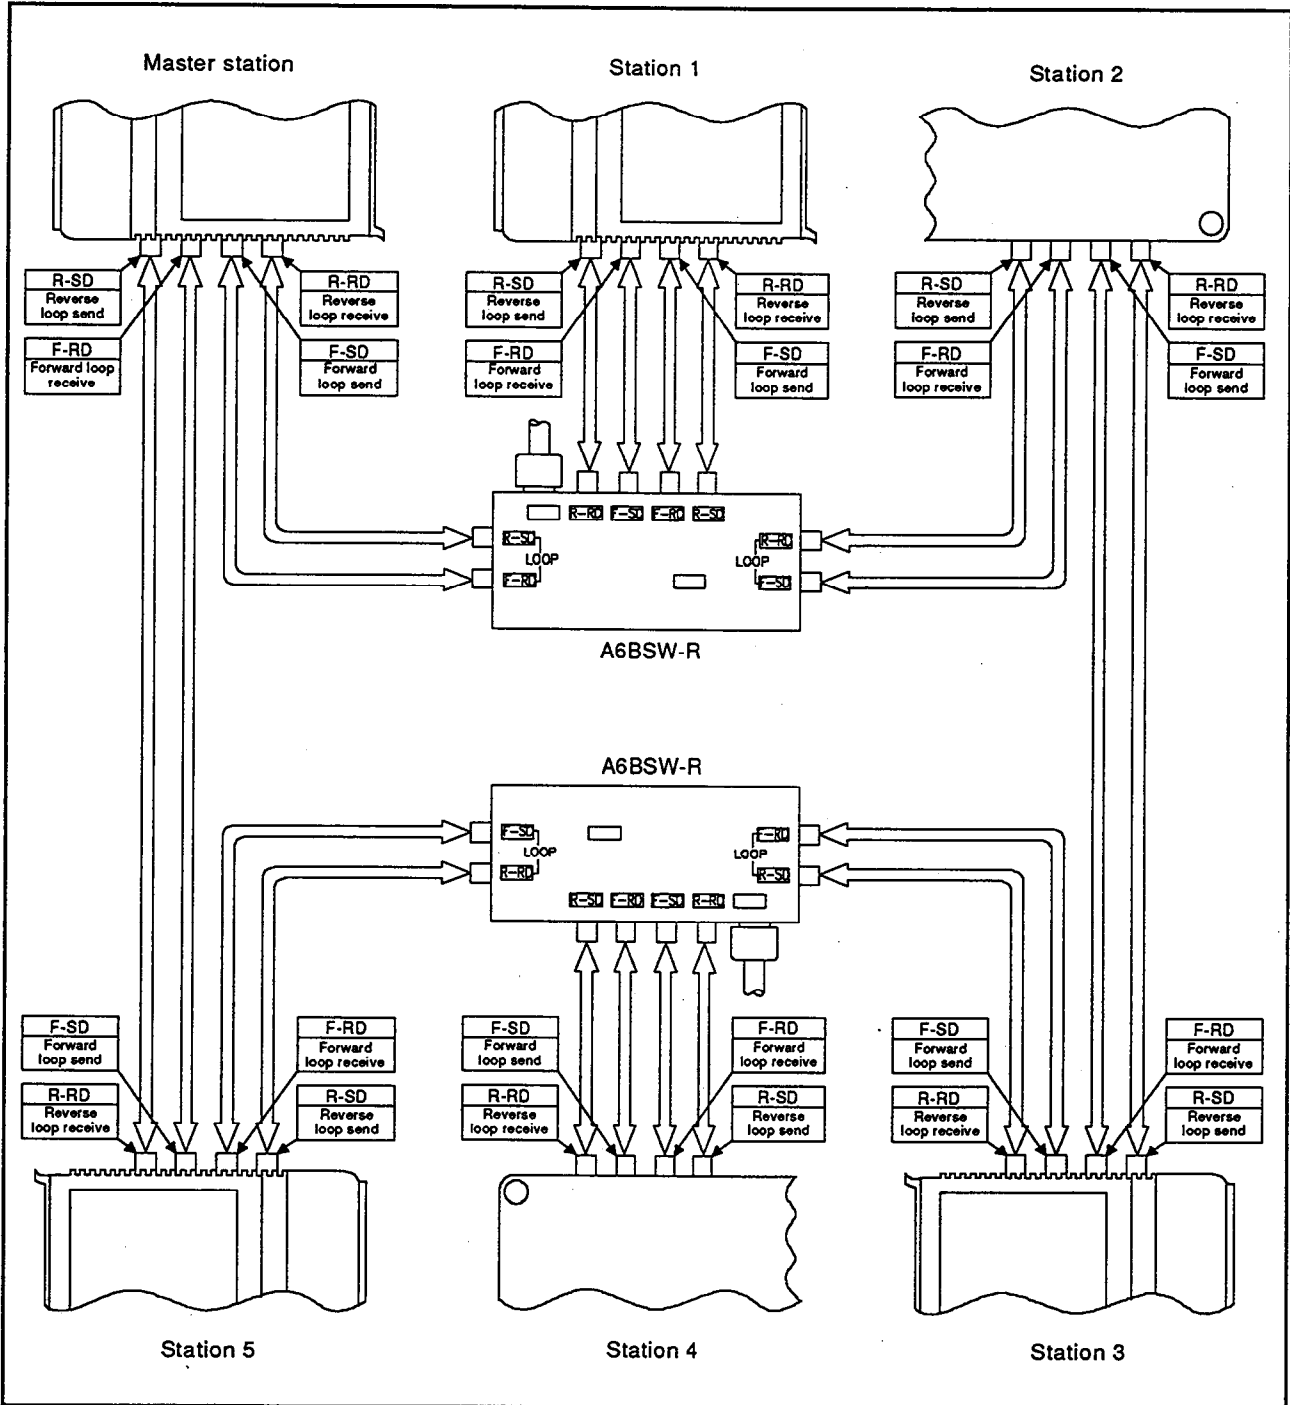 Master station
Station 1
Station 2
R-SD
Reverse
loop send
R-RD
Reverse
loop receive
F-RD
Forward loop
receive
F-SD
Forward
loop send
R-SD
Reverse
loop send
R-RD
Reverse
loop receive
F-RD
Forward
loop receive
F-SD
Forward
loop send
R-SD
Reverse
loop send
R-RD
Reverse
loop receive
F-RD
Forward
loop receive
F-SD
Forward
loop send
R-RD F-SD F-RD R-SD
R-SD
LOOP
F-RD
R-RD
LOOP
F-SD
A6BSW-R
A6BSW-R
F-SD
LOOP
R-RD
F-RD
LOOP
R-SD
R-SD F-RD F-SD R-RD
F-SD
Forward
loop send
F-RD
Forward
loop receive
R-RD
Reverse
loop receive
R-SD
Reverse
loop send
F-SD
Forward
loop send
F-RD
Forward
loop receive
R-RD
Reverse
loop receive
R-SD
Reverse
loop send
F-SD
Forward
loop send
F-RD
Forward
loop receive
R-RD
Reverse
loop receive
R-SD
Reverse
loop send
Station 5
Station 4
Station 3